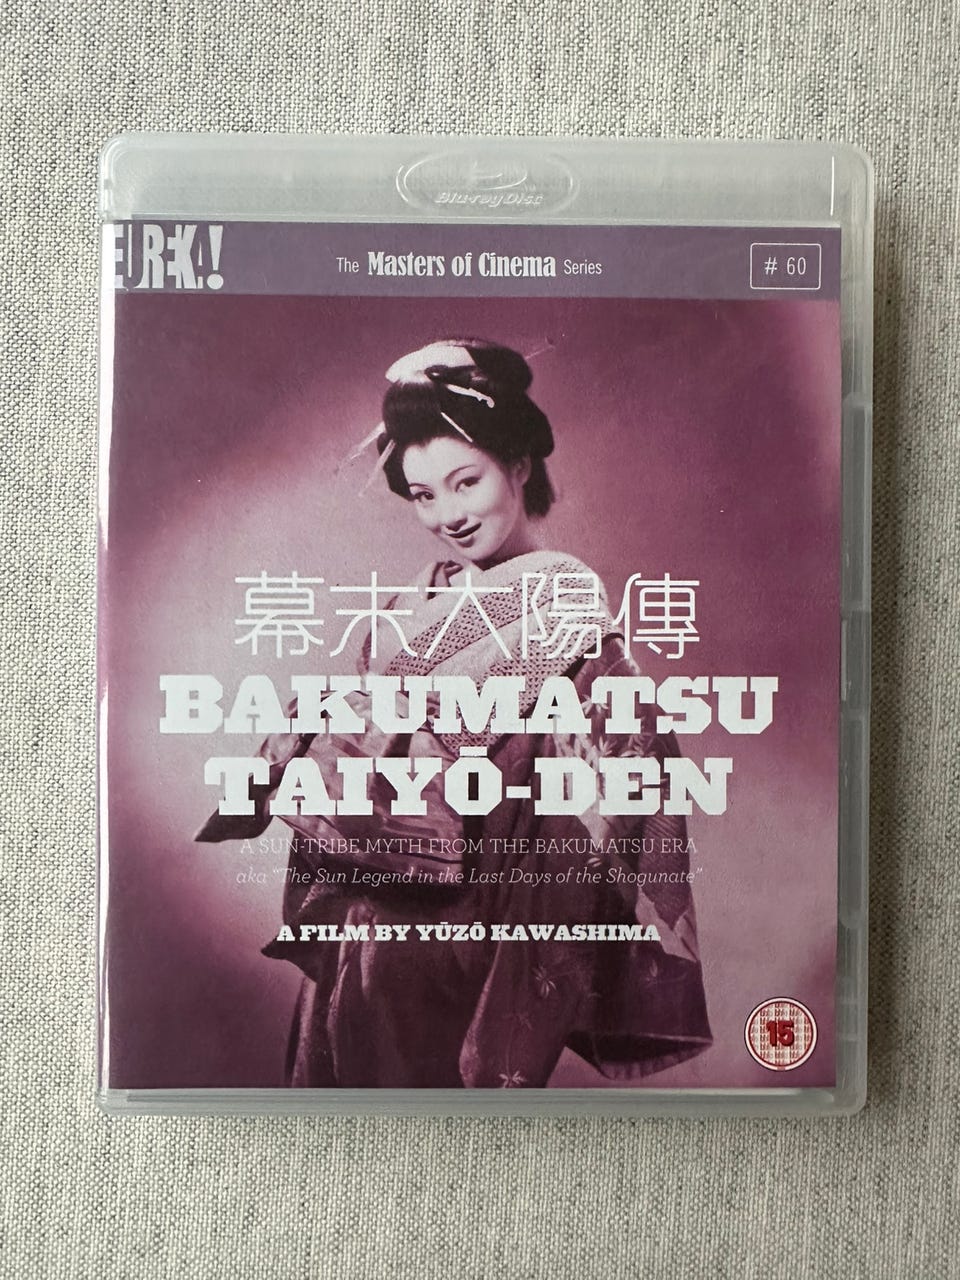 Blu-ray Disc
EUREKA!
The Masters of Cinema Series
# 60
幕末太陽傳
BAKUMATSU
TAIYŌ-DEN
A SUN-TRIBE MYTH FROM THE BAKUMATSU ERA
aka “The Sun Legend in the Last Days of the Shogunate”
A FILM BY YŪZŌ KAWASHIMA
15